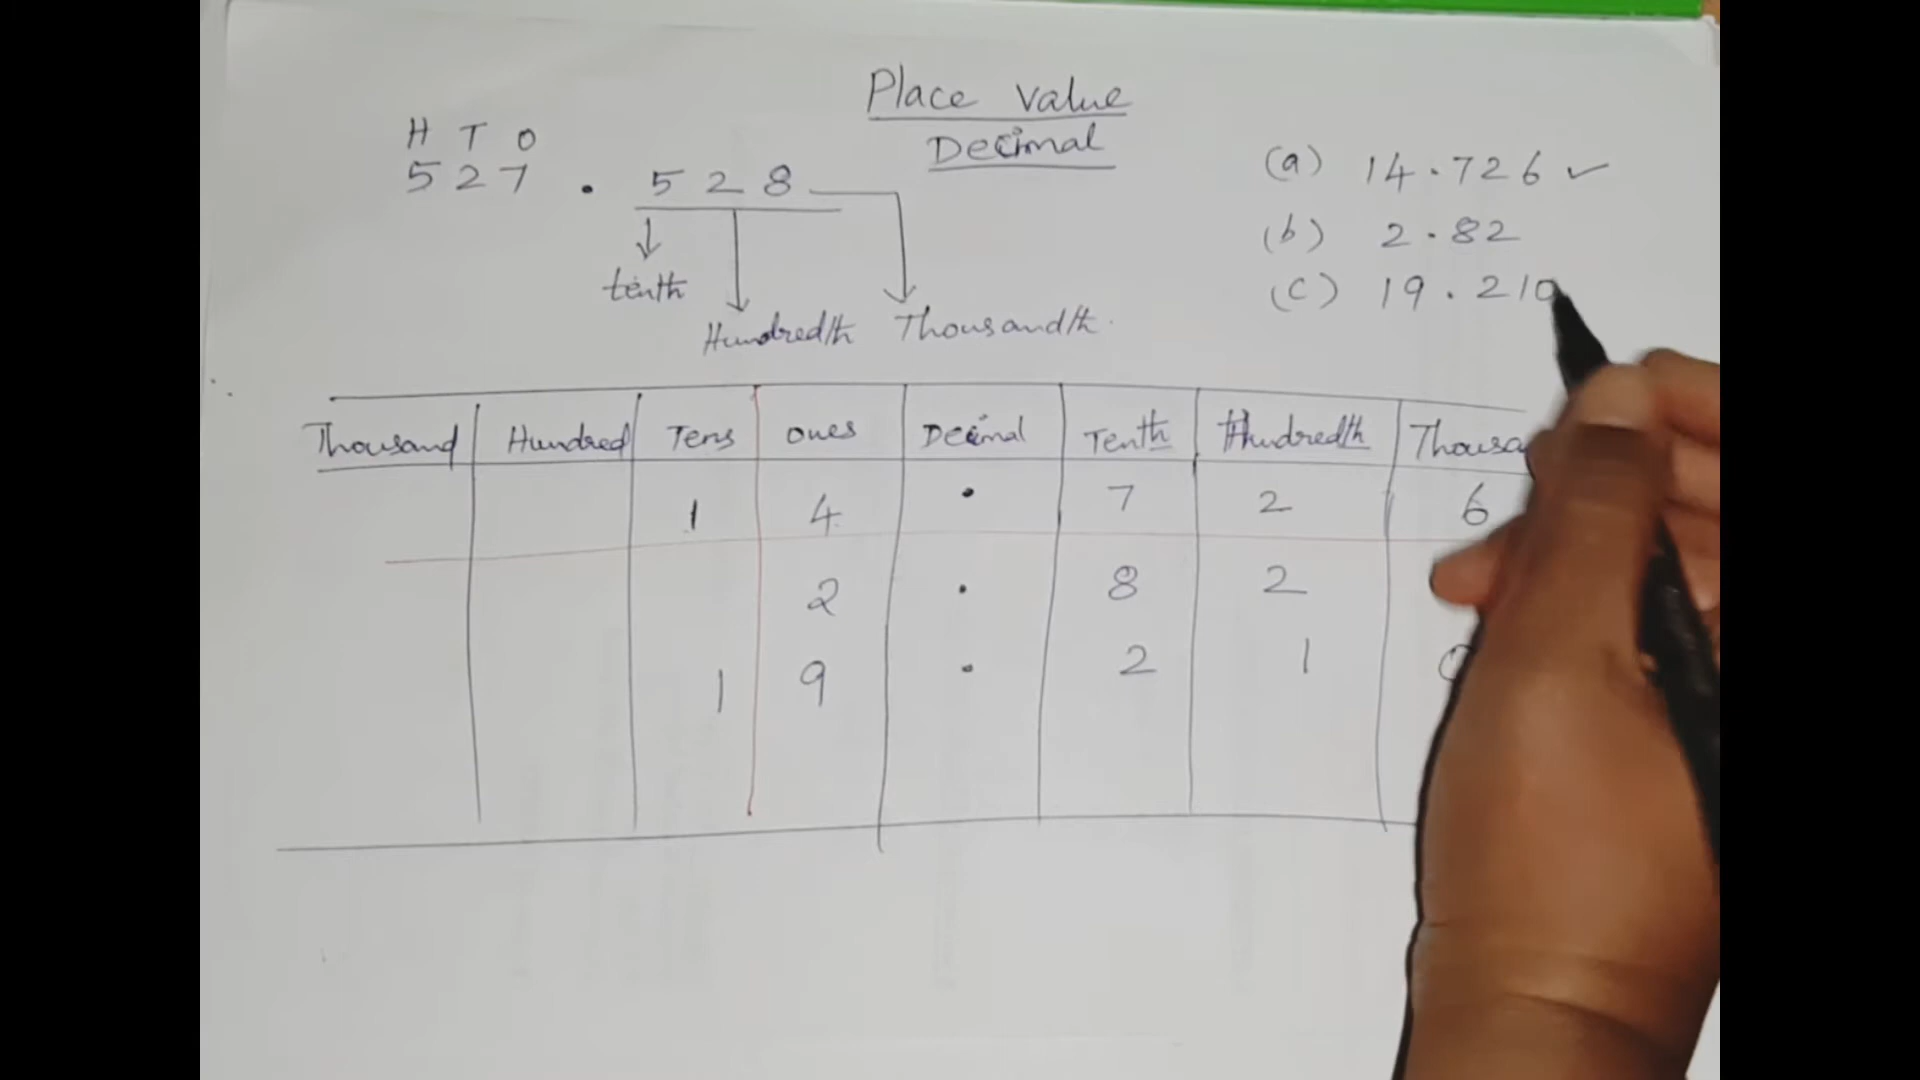 Place Value
Decimal
H T O
527 . 528
tenth
Hundredth Thousandth.
(a) 14.726 ✓
(b) 2.82
(c) 19.210
Thousand Hundred Tens ones Decimal Tenth Hundredth
1 4 . 7 2 6
2 . 8 2
1 9 . 2 1 0